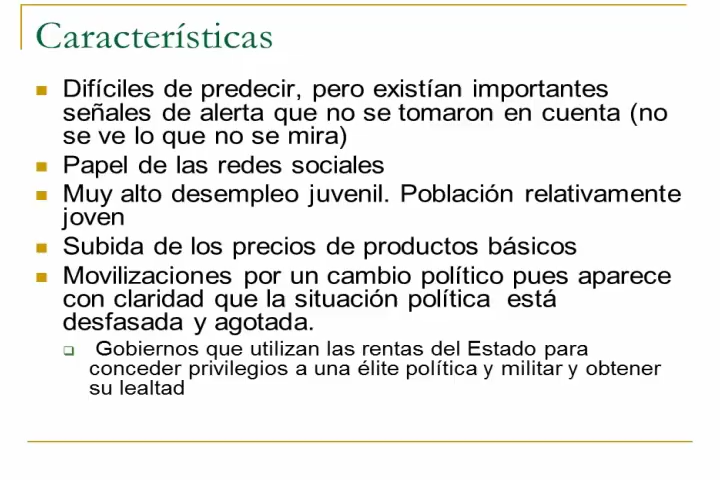 Características
Difíciles de predecir, pero existían importantes
señales de alerta que no se tomaron en cuenta (no
se ve lo que no se mira)
Papel de las redes sociales
Muy alto desempleo juvenil. Población relativamente
joven
Subida de los precios de productos básicos
Movilizaciones por un cambio político pues aparece
con claridad que la situación política está
desfasada y agotada.
Gobiernos que utilizan las rentas del Estado para
conceder privilegios a una élite política y militar y obtener
su lealtad